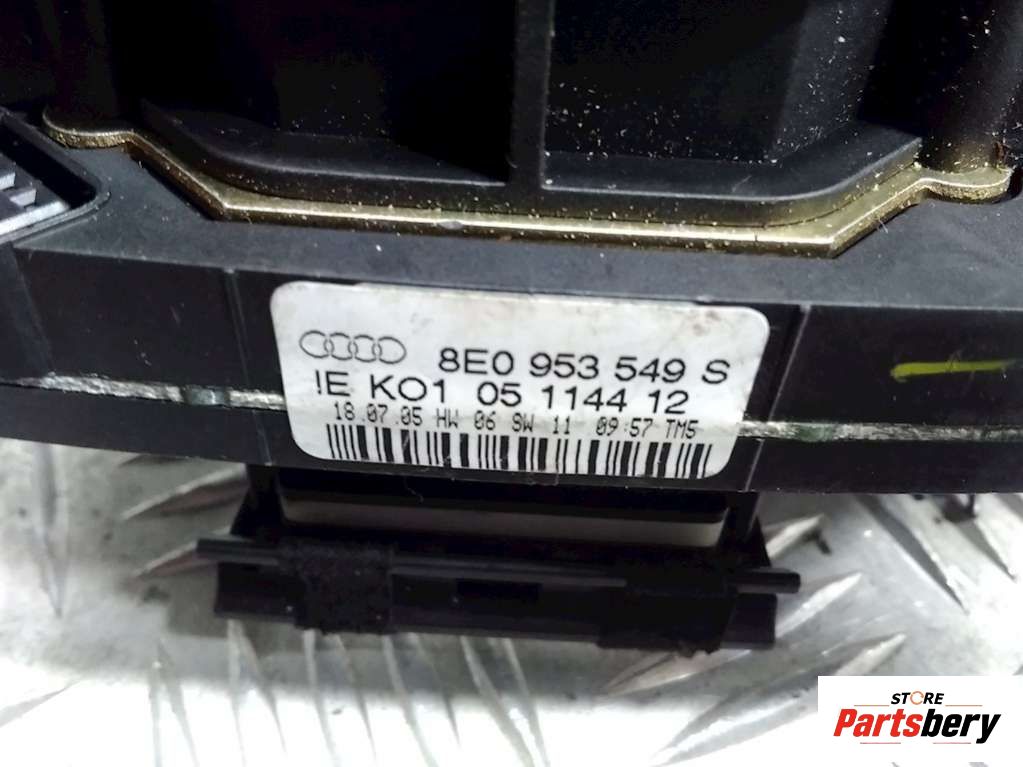 8E0 953 549 S
!E KO1 05 1144 12
18.07.05 HW 06 SW 11 09:57 TM5
STORE
Partsbery